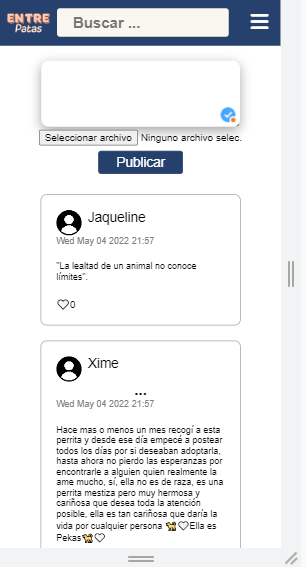 ENTRE
Patas
Buscar ...
Seleccionar archivo Ninguno archivo selec.
Publicar
Jaqueline
Wed May 04 2022 21:57
"La lealtad de un animal no conoce
límites".
0
Xime
...
Wed May 04 2022 21:57
Hace mas o menos un mes recogí a esta
perrita y desde ese día empecé a postear
todos los días por si deseaban adoptarla,
hasta ahora no pierdo las esperanzas por
encontrarle a alguien quien realmente la
ame mucho, sí, ella no es de raza, es una
perrita mestiza pero muy hermosa y
cariñosa que desea toda la atención
posible, ella es tan cariñosa que daría la
vida por cualquier persona 🐕♡Ella es
Pekas🐕♡